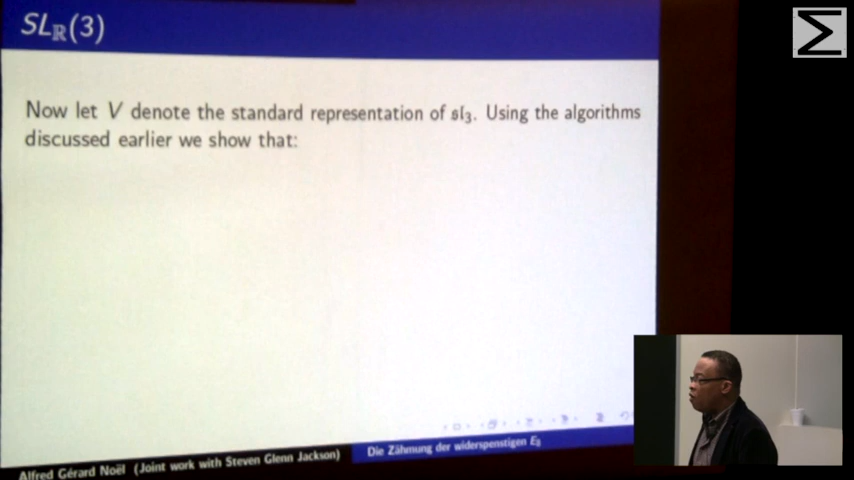 SL_ℝ(3)
Now let V denote the standard representation of 𝔰𝔩₃. Using the algorithms
discussed earlier we show that:
Alfred Gérard Noël (Joint work with Steven Glenn Jackson)
Die Zähmung der widerspenstigen E₈
Σ